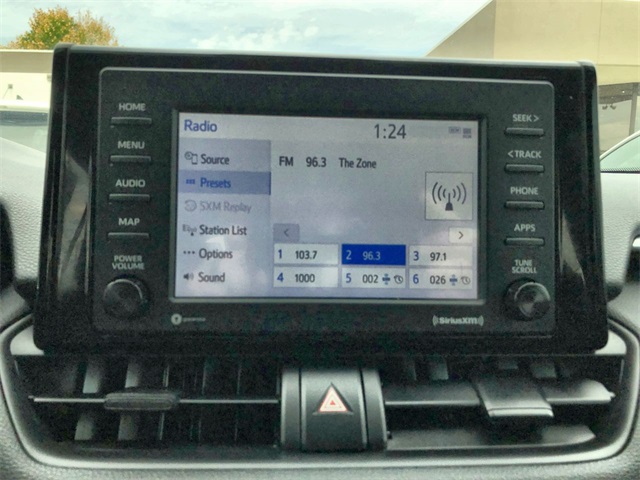 HOME
MENU
AUDIO
MAP
POWER
VOLUME
Radio
1:24
Source
Presets
SXM Replay
Station List
Options
Sound
FM 96.3 The Zone
<
>
1 103.7
2 96.3
3 97.1
4 1000
5 002
6 026
SEEK >
< TRACK
PHONE
APPS
TUNE
SCROLL
((SiriusXM))